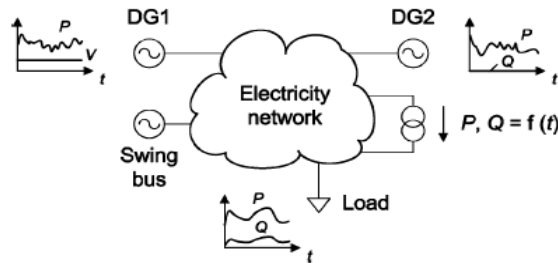 DG1
DG2
P
V
t
P
Q
t
Electricity
network
P, Q = f (t)
Swing
bus
Load
P
Q
t